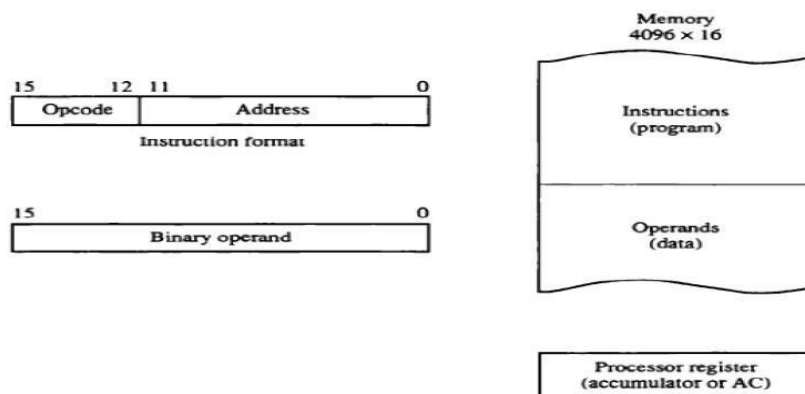 Memory
4096 × 16
15 12 11 0
Opcode Address
Instruction format
Instructions
(program)
15 0
Binary operand
Operands
(data)
Processor register
(accumulator or AC)